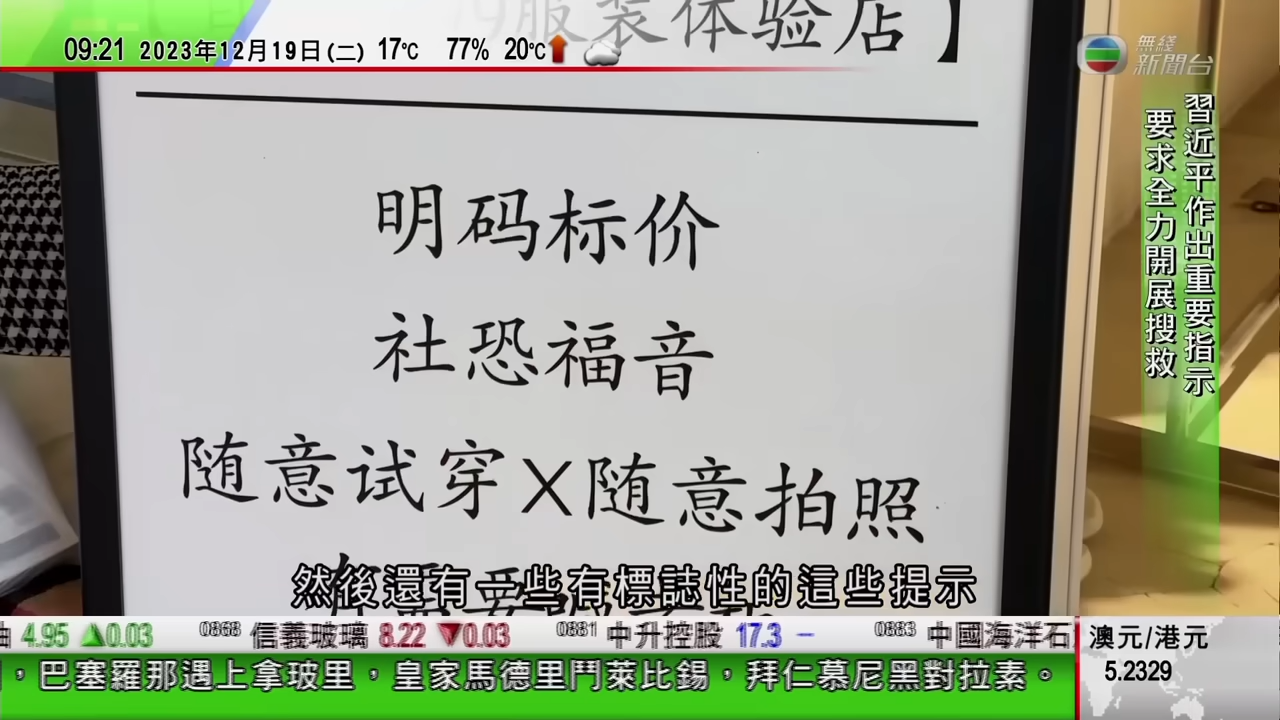 09:21 2023年12月19日(二) 17℃ 77% 20℃
無綫
新聞台
9服装体验店】
明码标价
社恐福音
随意试穿X随意拍照
習近平作出重要指示
要求全力開展搜救
然後還有一些有標誌性的這些提示
4.95 ▲0.03 0868 信義玻璃 8.22 ▼0.03 0881 中升控股 17.3 – 0883 中國海洋石
澳元/港元
5.2329
,巴塞羅那遇上拿玻里,皇家馬德里鬥萊比錫,拜仁慕尼黑對拉素。